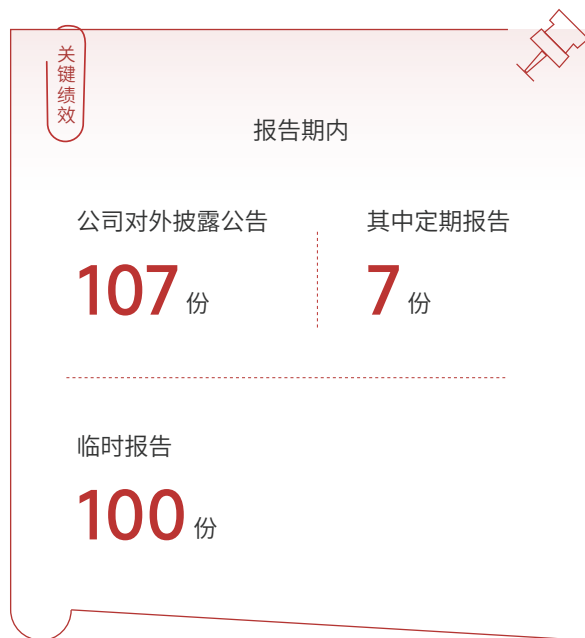 关键绩效
报告期内
公司对外披露公告
107 份
其中定期报告
7 份
临时报告
100 份